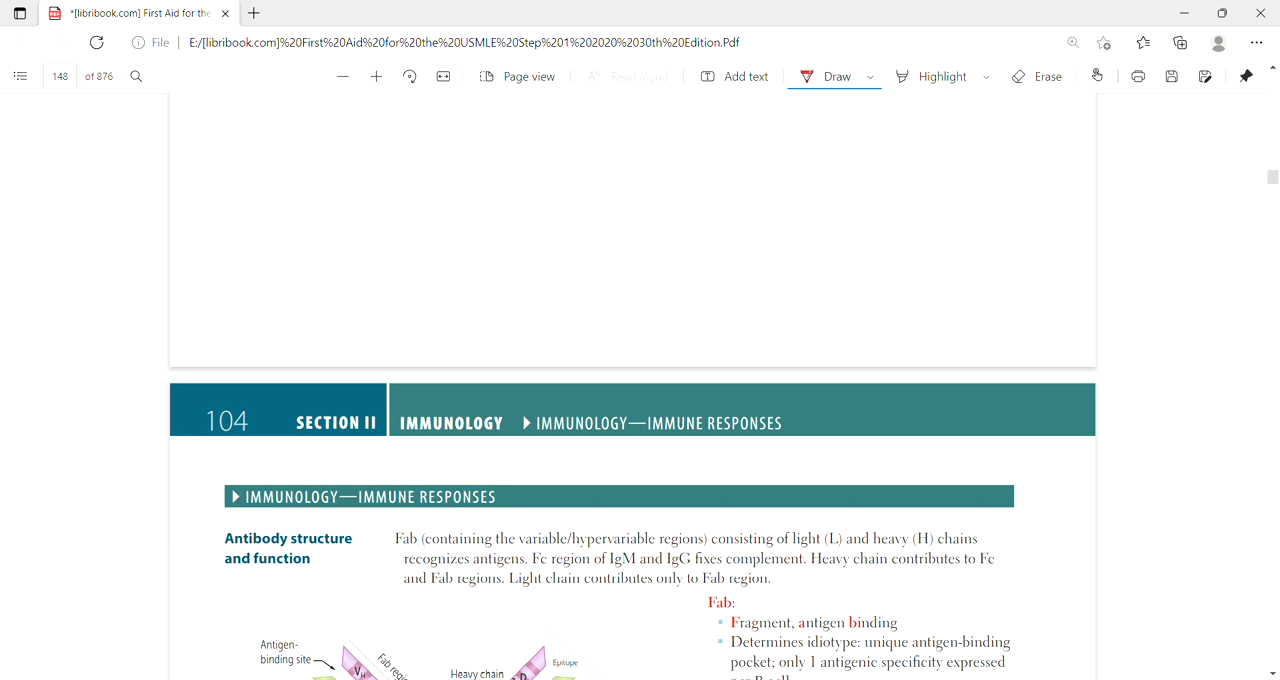 *[libribook.com] First Aid for the
File
E:/[libribook.com]%20First%20Aid%20for%20the%20USMLE%20Step%201%202020%2030th%20Edition.Pdf
148 of 876
Page view
Read aloud
Add text
Draw
Highlight
Erase
104 SECTION II IMMUNOLOGY IMMUNOLOGY—IMMUNE RESPONSES
IMMUNOLOGY—IMMUNE RESPONSES
Antibody structure
and function
Fab (containing the variable/hypervariable regions) consisting of light (L) and heavy (H) chains
recognizes antigens. Fc region of IgM and IgG fixes complement. Heavy chain contributes to Fc
and Fab regions. Light chain contributes only to Fab region.
Fab:
Fragment, antigen binding
Determines idiotype: unique antigen-binding
pocket; only 1 antigenic specificity expressed
Antigen-
binding site
VH
Heavy chain
D
Epitope